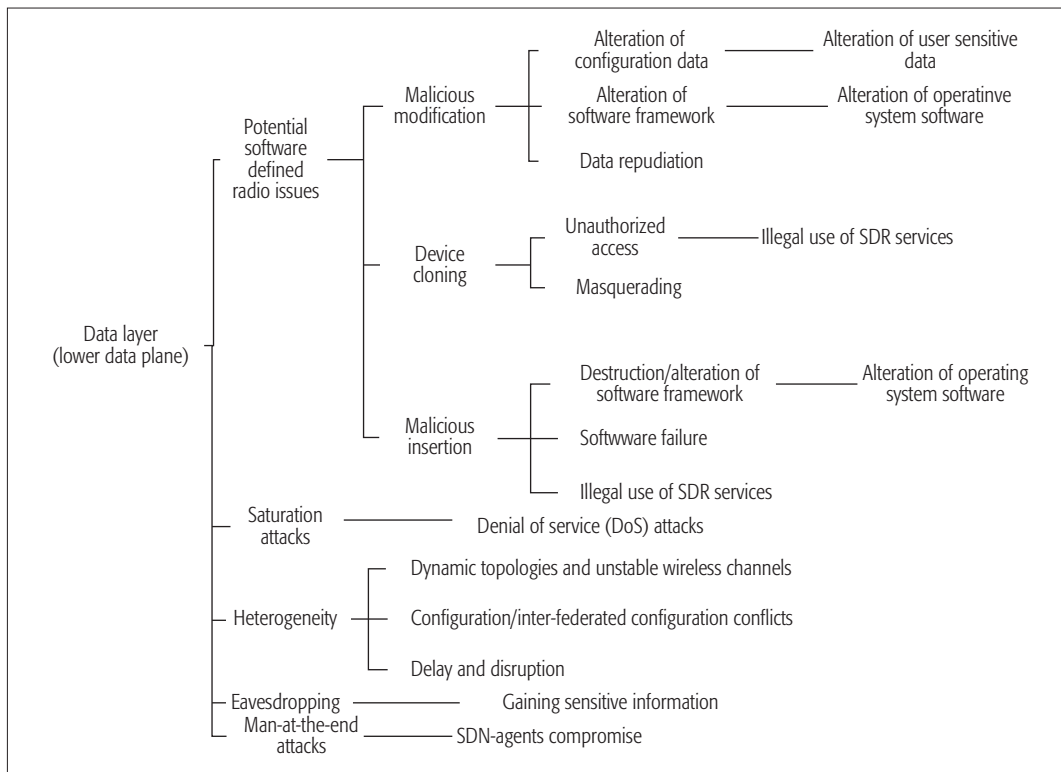 Data layer
(lower data plane)
Potential
software
defined
radio issues
Malicious
modification
Alteration of
configuration data
Alteration of user sensitive
data
Alteration of
software framework
Alteration of operatinve
system software
Data repudiation
Device
cloning
Unauthorized
access
Illegal use of SDR services
Masquerading
Malicious
insertion
Destruction/alteration of
software framework
Alteration of operating
system software
Softwware failure
Illegal use of SDR services
Saturation
attacks
Denial of service (DoS) attacks
Heterogeneity
Dynamic topologies and unstable wireless channels
Configuration/inter-federated configuration conflicts
Delay and disruption
Eavesdropping
Gaining sensitive information
Man-at-the-end
attacks
SDN-agents compromise